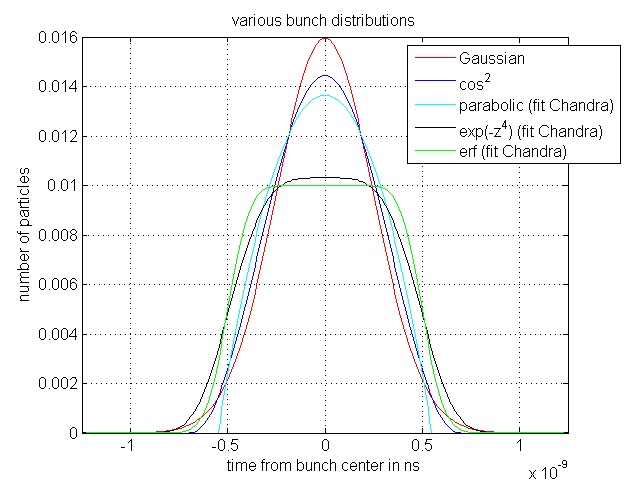 various bunch distributions
0.016
0.014
0.012
0.01
0.008
0.006
0.004
0.002
0
number of particles
Gaussian
cos²
parabolic (fit Chandra)
exp(-z⁴) (fit Chandra)
erf (fit Chandra)
-1 -0.5 0 0.5 1
time from bunch center in ns
x 10⁻⁹